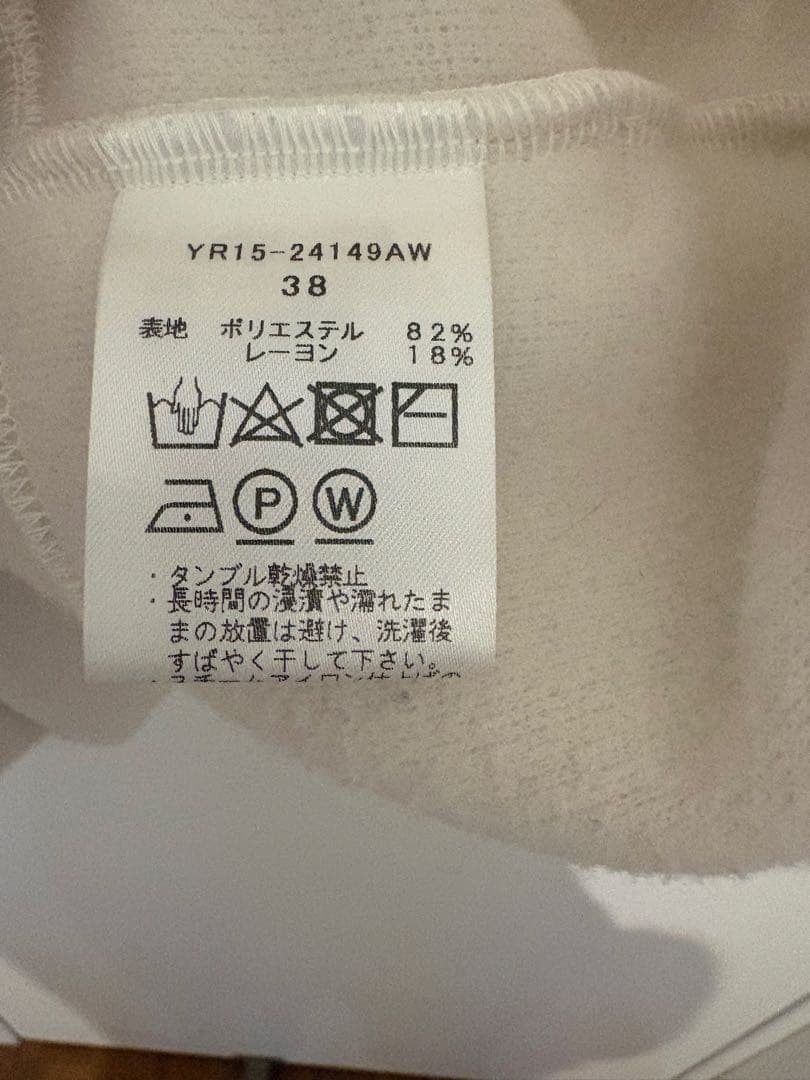 YR15-24149AW
38
表地 ポリエステル 82%
レーヨン 18%
P W
・タンブル乾燥禁止
・長時間の浸漬や濡れたま
まの放置は避け、洗濯後
すばやく干して下さい。